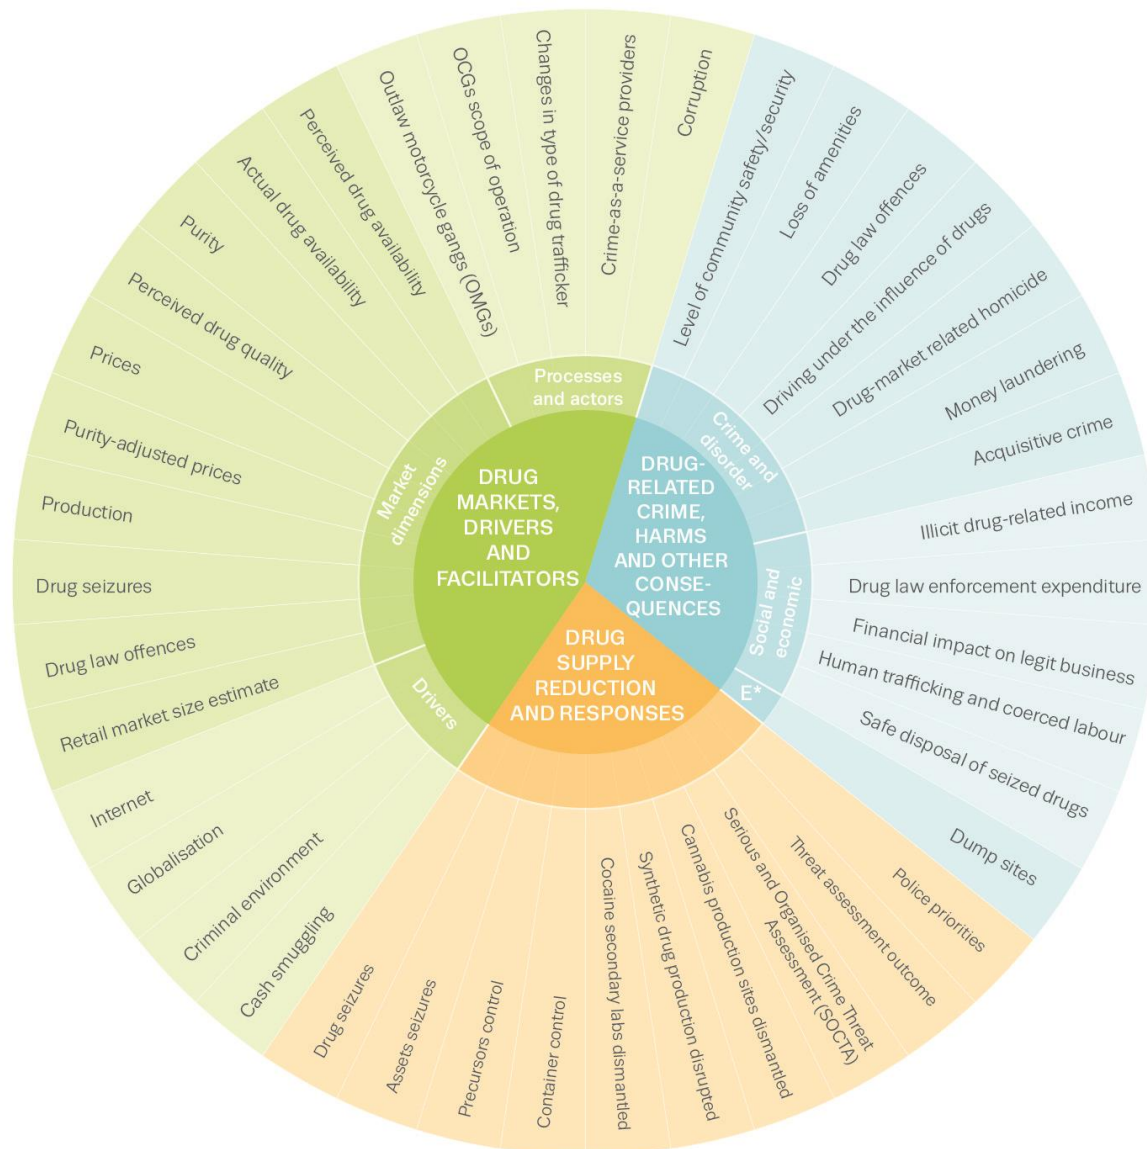 DRUG
MARKETS,
DRIVERS
AND
FACILITATORS
Processes
and actors
Outlaw motorcycle gangs (OMGs)
OCGs scope of operation
Changes in type of drug trafficker
Crime-as-a-service providers
Corruption
Market
dimensions
Perceived drug availability
Actual drug availability
Purity
Perceived drug quality
Prices
Purity-adjusted prices
Production
Drug seizures
Drug law offences
Retail market size estimate
Drivers
Internet
Globalisation
Criminal environment
Cash smuggling
DRUG-
RELATED
CRIME,
HARMS
AND OTHER
CONSE-
QUENCES
Crime and
disorder
Level of community safety/security
Loss of amenities
Drug law offences
Driving under the influence of drugs
Drug-market related homicide
Money laundering
Acquisitive crime
Social and
economic
Illicit drug-related income
Drug law enforcement expenditure
Financial impact on legit business
Human trafficking and coerced labour
Safe disposal of seized drugs
E*
Dump sites
DRUG
SUPPLY
REDUCTION
AND RESPONSES
Police priorities
Threat assessment outcome
Serious and Organised Crime Threat
Assessment (SOCTA)
Cannabis production sites dismantled
Synthetic drug production disrupted
Cocaine secondary labs dismantled
Container control
Precursors control
Assets seizures
Drug seizures